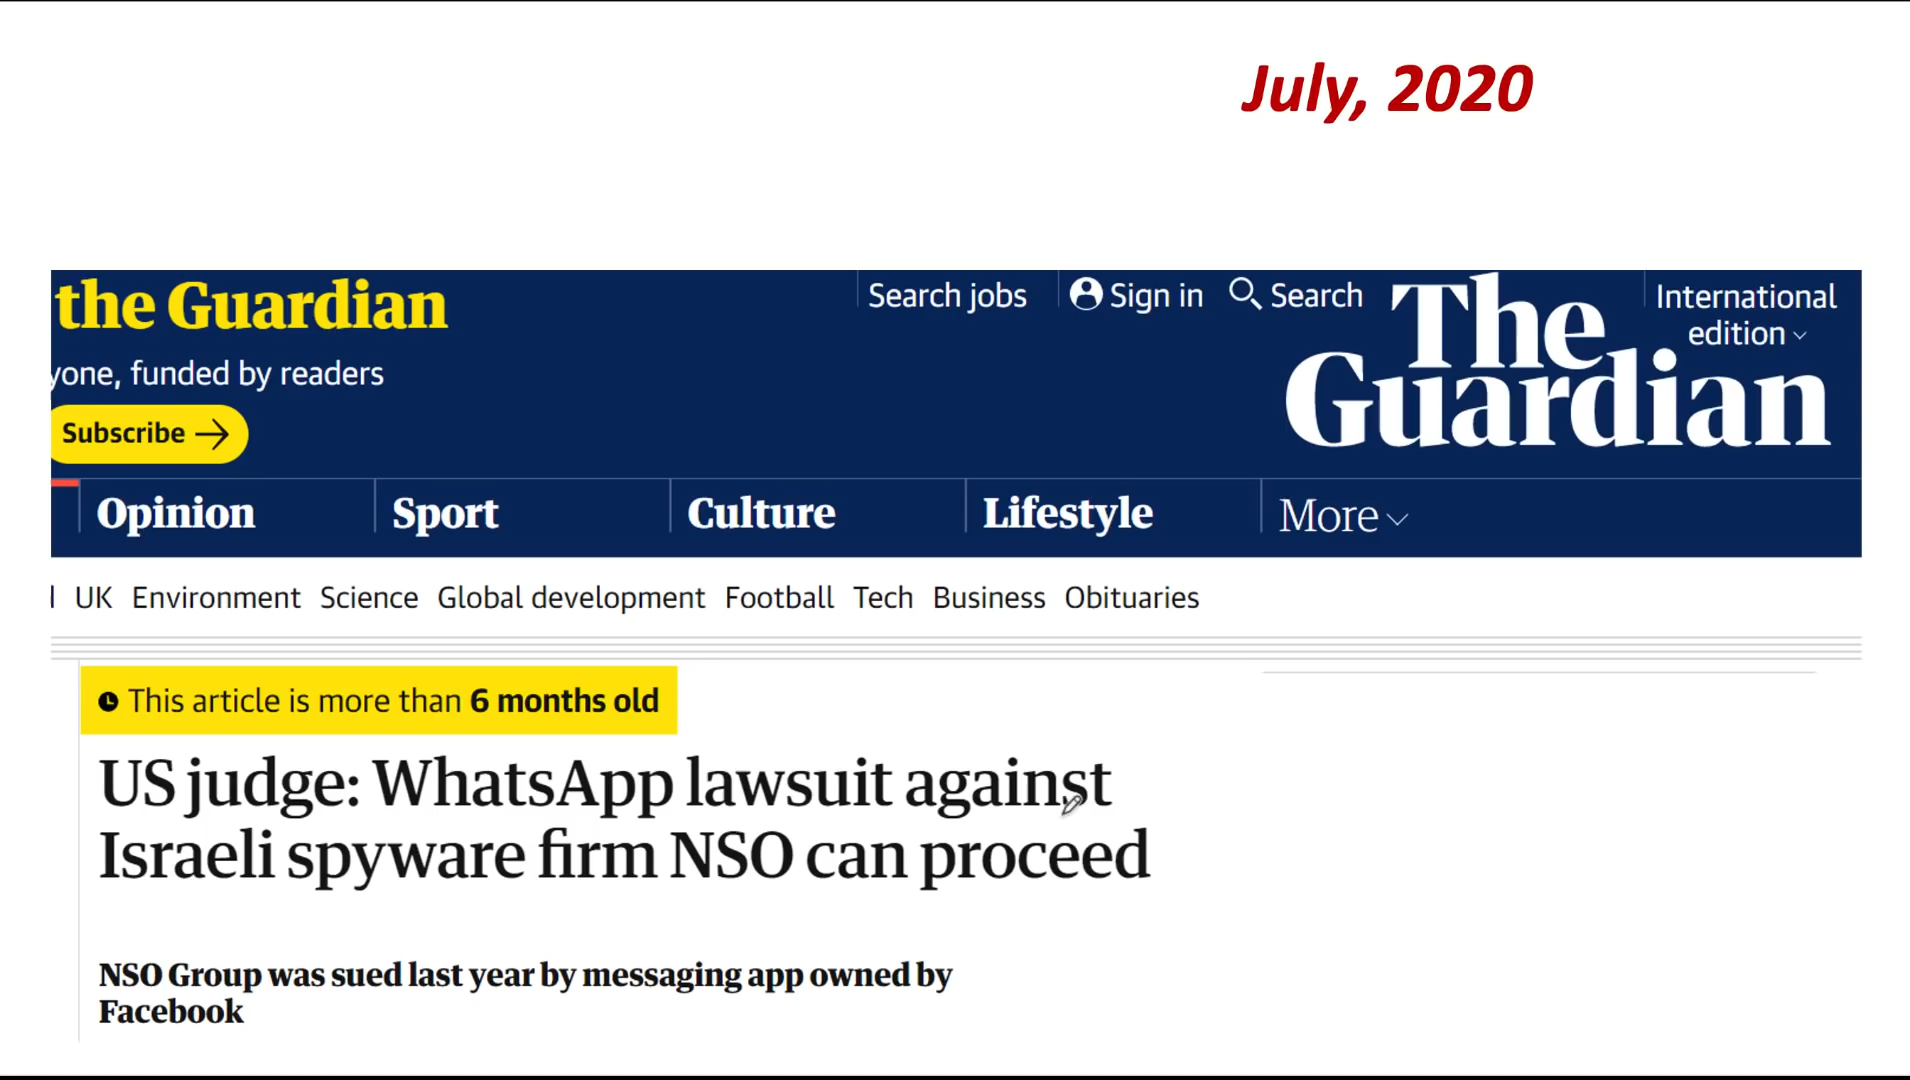 July, 2020
the Guardian
yone, funded by readers
Subscribe
Search jobs
Sign in
Search
The
Guardian
International
edition
Opinion
Sport
Culture
Lifestyle
More
UK Environment Science Global development Football Tech Business Obituaries
This article is more than 6 months old
US judge: WhatsApp lawsuit against
Israeli spyware firm NSO can proceed
NSO Group was sued last year by messaging app owned by
Facebook